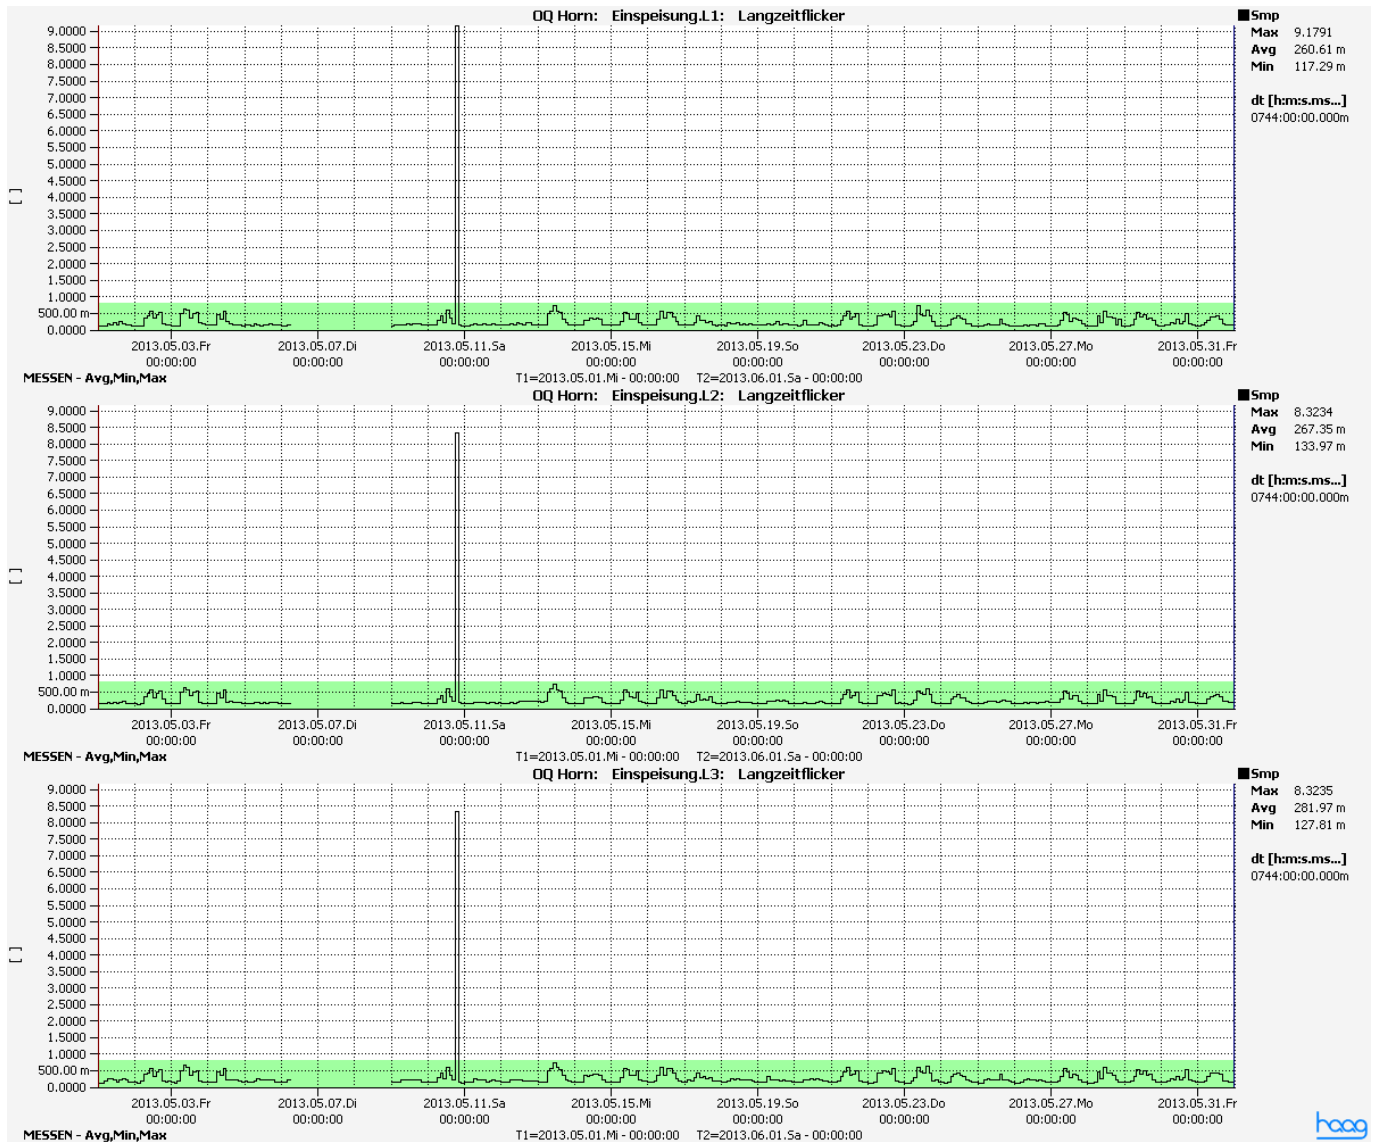 OQ Horn: Einspeisung.L1: Langzeitflicker
9.0000
8.5000
8.0000
7.5000
7.0000
6.5000
6.0000
5.5000
5.0000
4.5000
4.0000
3.5000
3.0000
2.5000
2.0000
1.5000
1.0000
500.00 m
0.0000
[ ]
2013.05.03.Fr 2013.05.07.Di 2013.05.11.Sa 2013.05.15.Mi 2013.05.19.So 2013.05.23.Do 2013.05.27.Mo 2013.05.31.Fr
00:00:00 00:00:00 00:00:00 00:00:00 00:00:00 00:00:00 00:00:00 00:00:00
MESSEN - Avg,Min,Max T1=2013.05.01.Mi - 00:00:00 T2=2013.06.01.Sa - 00:00:00
Smp
Max 9.1791
Avg 260.61 m
Min 117.29 m
dt [h:m:s.ms...]
0744:00:00.000m
OQ Horn: Einspeisung.L2: Langzeitflicker
9.0000
8.5000
8.0000
7.5000
7.0000
6.5000
6.0000
5.5000
5.0000
4.5000
4.0000
3.5000
3.0000
2.5000
2.0000
1.5000
1.0000
500.00 m
0.0000
[ ]
2013.05.03.Fr 2013.05.07.Di 2013.05.11.Sa 2013.05.15.Mi 2013.05.19.So 2013.05.23.Do 2013.05.27.Mo 2013.05.31.Fr
00:00:00 00:00:00 00:00:00 00:00:00 00:00:00 00:00:00 00:00:00 00:00:00
MESSEN - Avg,Min,Max T1=2013.05.01.Mi - 00:00:00 T2=2013.06.01.Sa - 00:00:00
Smp
Max 8.3234
Avg 267.35 m
Min 133.97 m
dt [h:m:s.ms...]
0744:00:00.000m
OQ Horn: Einspeisung.L3: Langzeitflicker
9.0000
8.5000
8.0000
7.5000
7.0000
6.5000
6.0000
5.5000
5.0000
4.5000
4.0000
3.5000
3.0000
2.5000
2.0000
1.5000
1.0000
500.00 m
0.0000
[ ]
2013.05.03.Fr 2013.05.07.Di 2013.05.11.Sa 2013.05.15.Mi 2013.05.19.So 2013.05.23.Do 2013.05.27.Mo 2013.05.31.Fr
00:00:00 00:00:00 00:00:00 00:00:00 00:00:00 00:00:00 00:00:00 00:00:00
MESSEN - Avg,Min,Max T1=2013.05.01.Mi - 00:00:00 T2=2013.06.01.Sa - 00:00:00
Smp
Max 8.3235
Avg 281.97 m
Min 127.81 m
dt [h:m:s.ms...]
0744:00:00.000m
haag